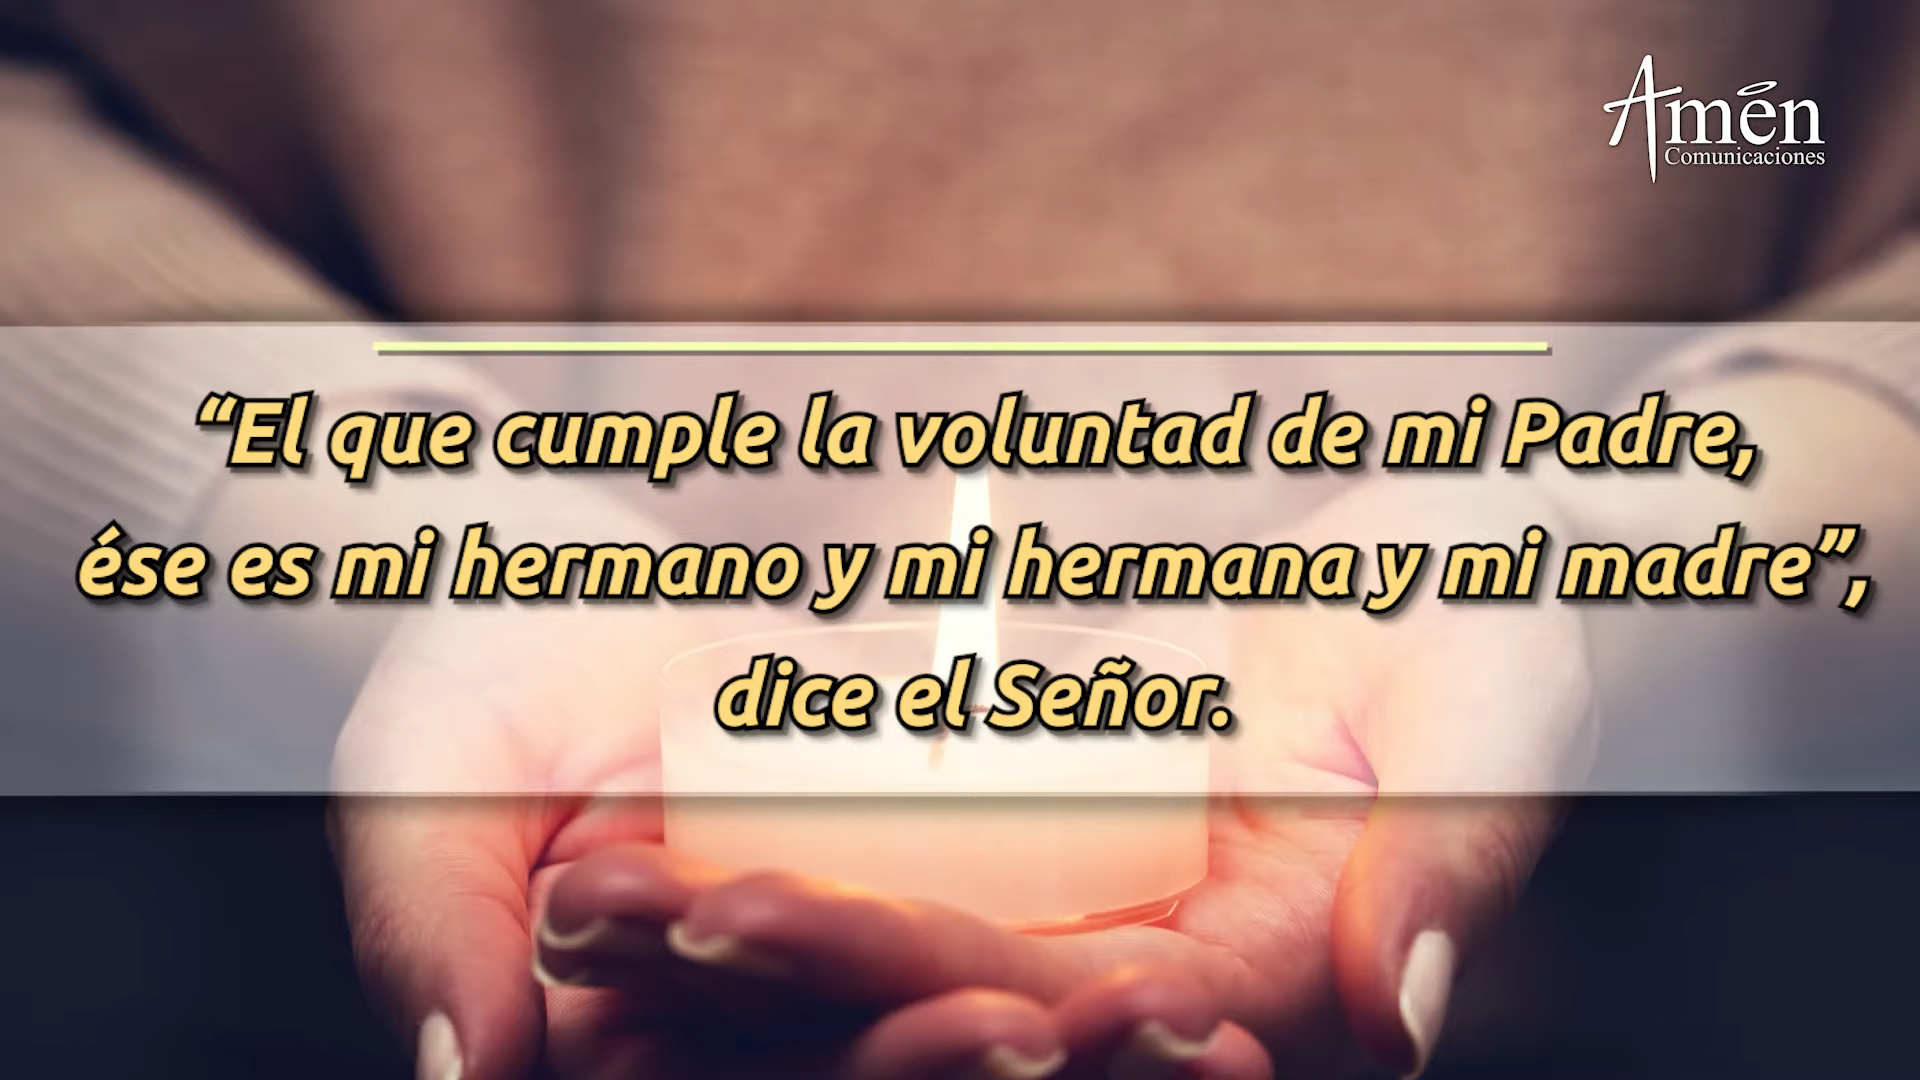 Amén
Comunicaciones
“El que cumple la voluntad de mi Padre,
ése es mi hermano y mi hermana y mi madre”,
dice el Señor.